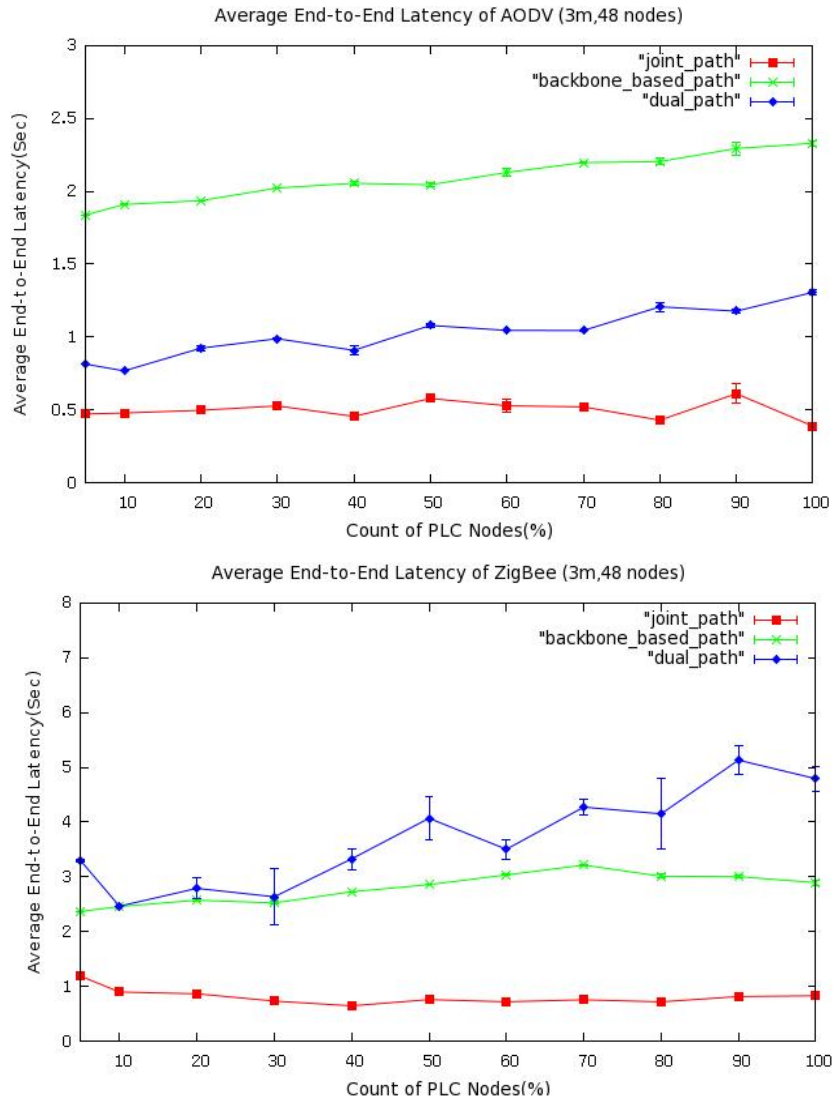 Average End-to-End Latency of AODV (3m,48 nodes)
3
2.5
2
1.5
1
0.5
0
Average End-to-End Latency(Sec)
"joint_path"
"backbone_based_path"
"dual_path"
10 20 30 40 50 60 70 80 90 100
Count of PLC Nodes(%)
Average End-to-End Latency of ZigBee (3m,48 nodes)
8
7
6
5
4
3
2
1
0
Average End-to-End Latency(Sec)
"joint_path"
"backbone_based_path"
"dual_path"
10 20 30 40 50 60 70 80 90 100
Count of PLC Nodes(%)